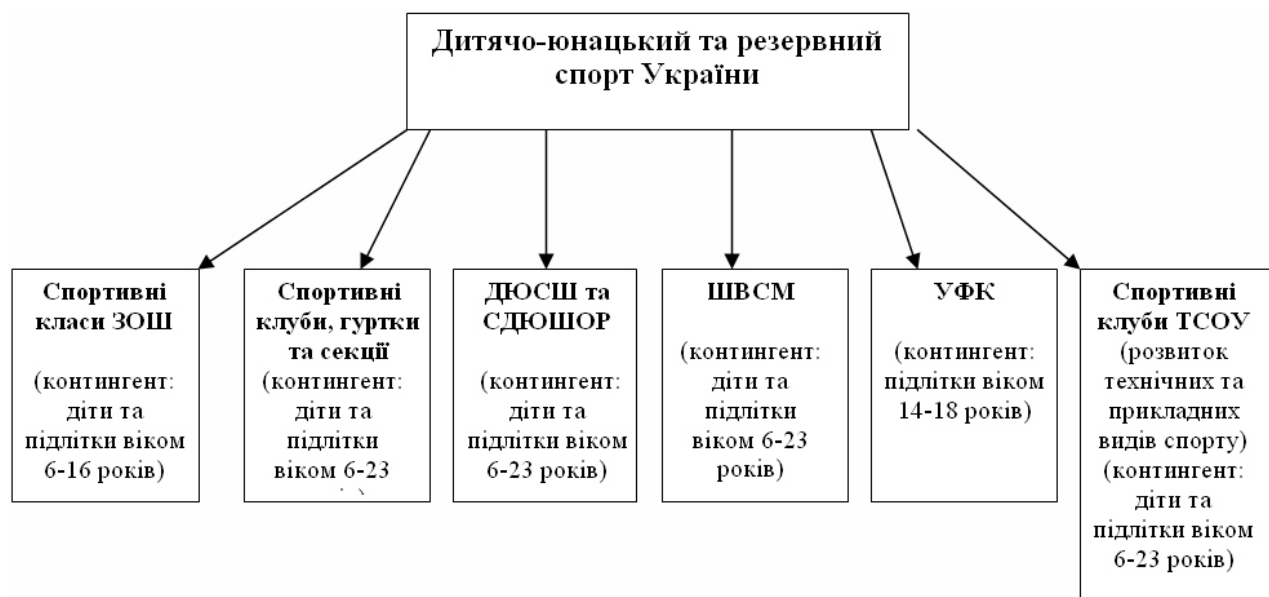 Дитячо-юнацький та резервний
спорт України
Спортивні
класи ЗОШ
(контингент:
діти та
підлітки віком
6-16 років)
Спортивні
клуби, гуртки
та секції
(контингент:
діти та
підлітки
віком 6-23
ДЮСШ та
СДЮШОР
(контингент:
діти та
підлітки віком
6-23 років)
ШВСМ
(контингент:
діти та
підлітки
віком 6-23
років)
УФК
(контингент:
підлітки віком
14-18 років)
Спортивні
клуби ТСОУ
(розвиток
технічних та
прикладних
видів спорту)
(контингент:
діти та
підлітки віком
6-23 років)